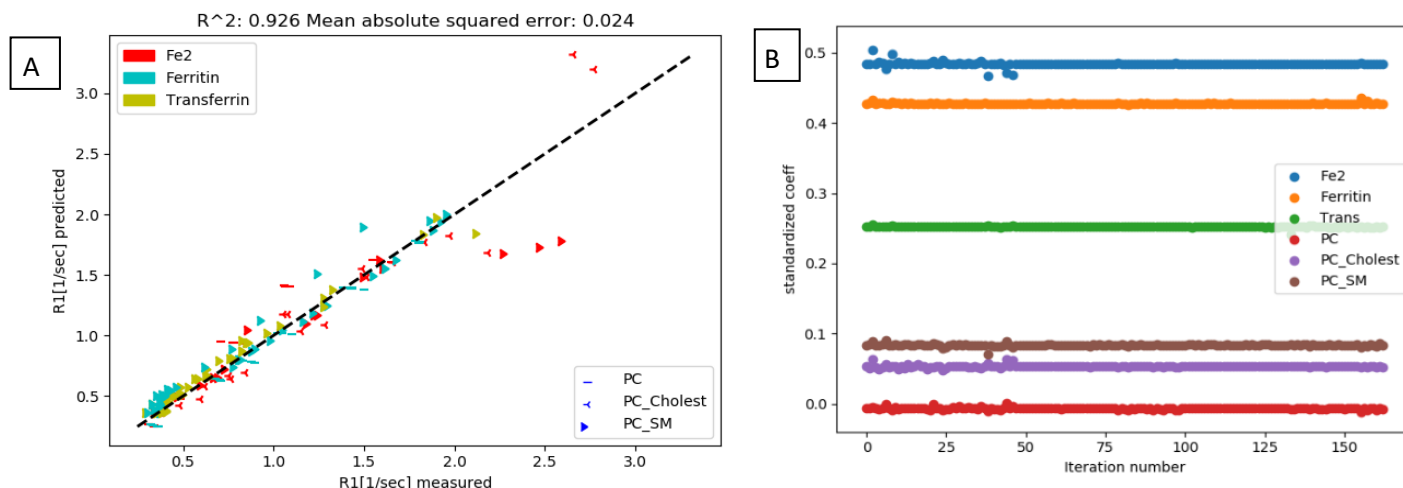 R^2: 0.926 Mean absolute squared error: 0.024
A
Fe2
Ferritin
Transferrin
3.0
2.5
2.0
1.5
1.0
0.5
R1[1/sec] predicted
PC
PC_Cholest
PC_SM
0.5 1.0 1.5 2.0 2.5 3.0
R1[1/sec] measured
B
0.5
0.4
0.3
0.2
0.1
0.0
standardized coeff
Fe2
Ferritin
Trans
PC
PC_Cholest
PC_SM
0 25 50 75 100 125 150
Iteration number